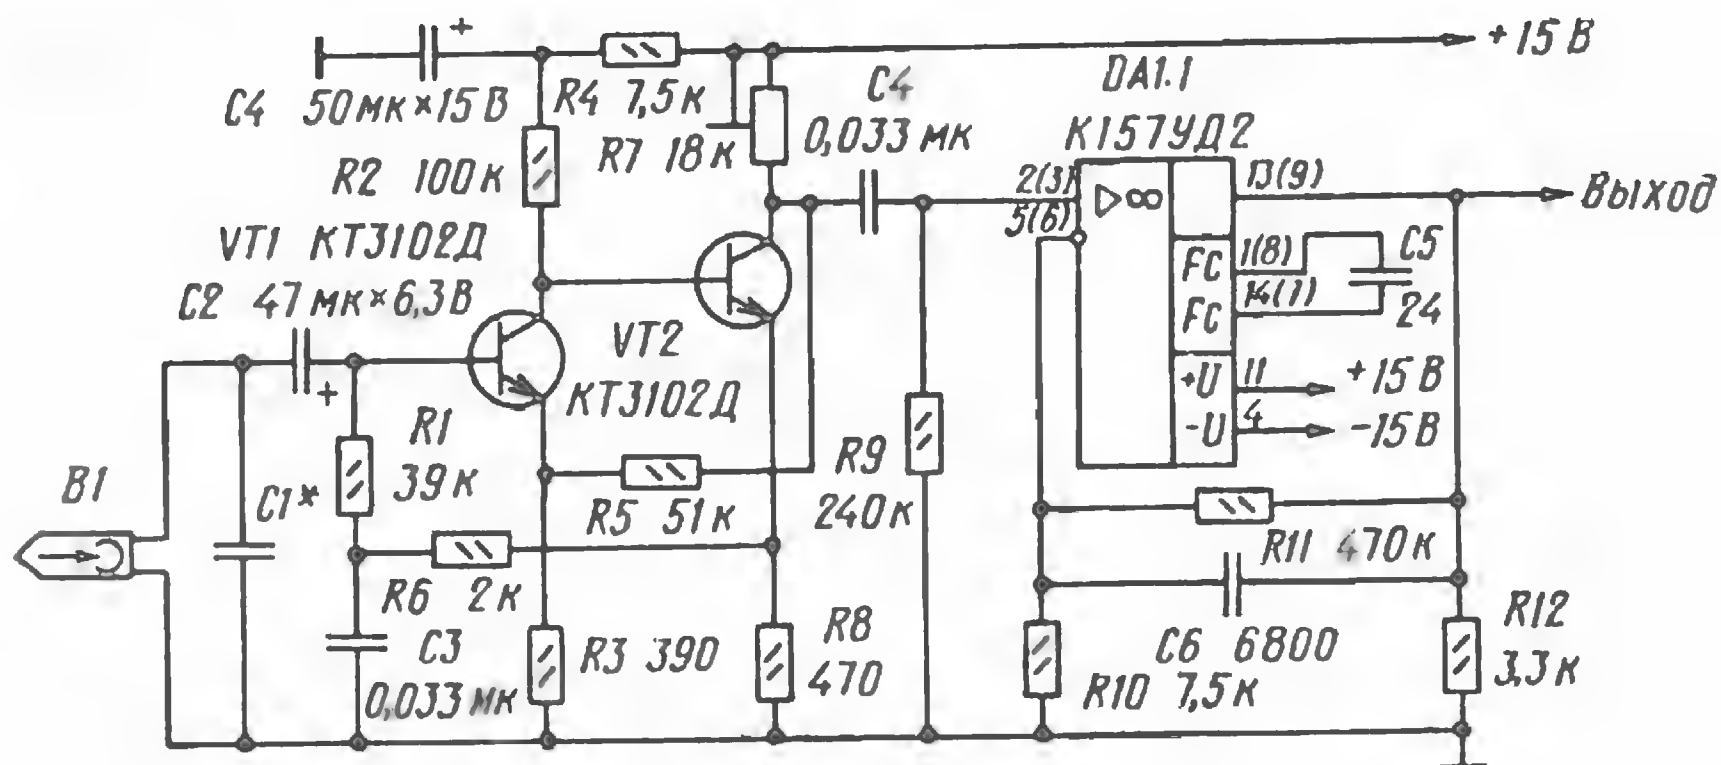 +
+15 В
C4 50мк×15В
R4 7,5к
C4
0,033 мк
DA1.1
К157УД2
R2 100к
R7 18к
2(3)
13(9)
5(6)
▷∞
Выход
VT1 КТ3102Д
FC
1(8)
C5
C2 47мк×6,3В
FC
14(1)
24
+
VT2
КТ3102Д
+U
11
+15 В
-U
4
-15 В
R1
39к
R9
240к
B1
C1*
R5 51к
R11 470к
R6 2к
C3
0,033 мк
R3 390
R8
470
C6 6800
R10 7,5к
R12
3,3к